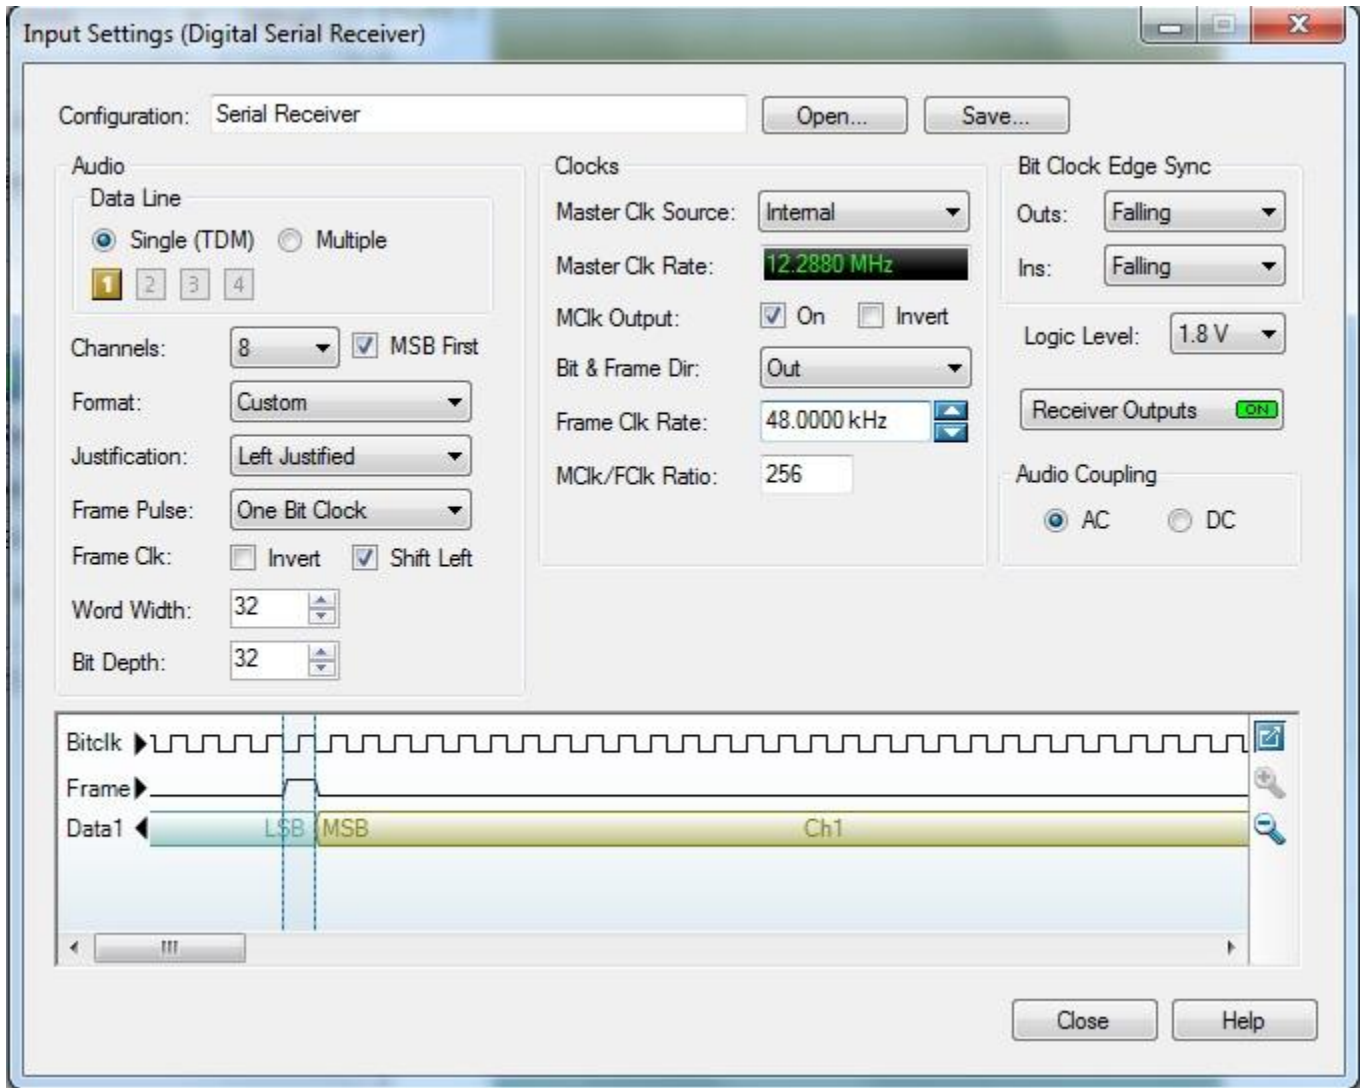 Input Settings (Digital Serial Receiver)
Configuration: Serial Receiver Open... Save...
Audio
Data Line
Single (TDM) Multiple
1 2 3 4
Channels: 8 MSB First
Format: Custom
Justification: Left Justified
Frame Pulse: One Bit Clock
Frame Clk: Invert Shift Left
Word Width: 32
Bit Depth: 32
Clocks
Master Clk Source: Internal
Master Clk Rate: 12.2880 MHz
MClk Output: On Invert
Bit & Frame Dir: Out
Frame Clk Rate: 48.0000 kHz
MClk/FClk Ratio: 256
Bit Clock Edge Sync
Outs: Falling
Ins: Falling
Logic Level: 1.8 V
Receiver Outputs ON
Audio Coupling
AC DC
Bitclk
Frame
Data1 LSB MSB Ch1
Close Help